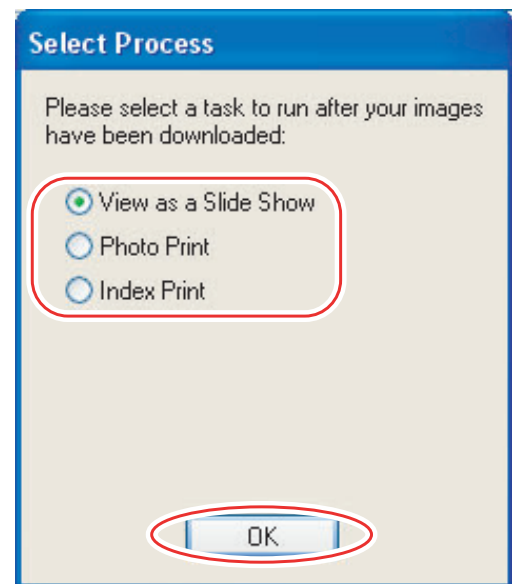 Select Process
Please select a task to run after your images
have been downloaded:
View as a Slide Show
Photo Print
Index Print
OK